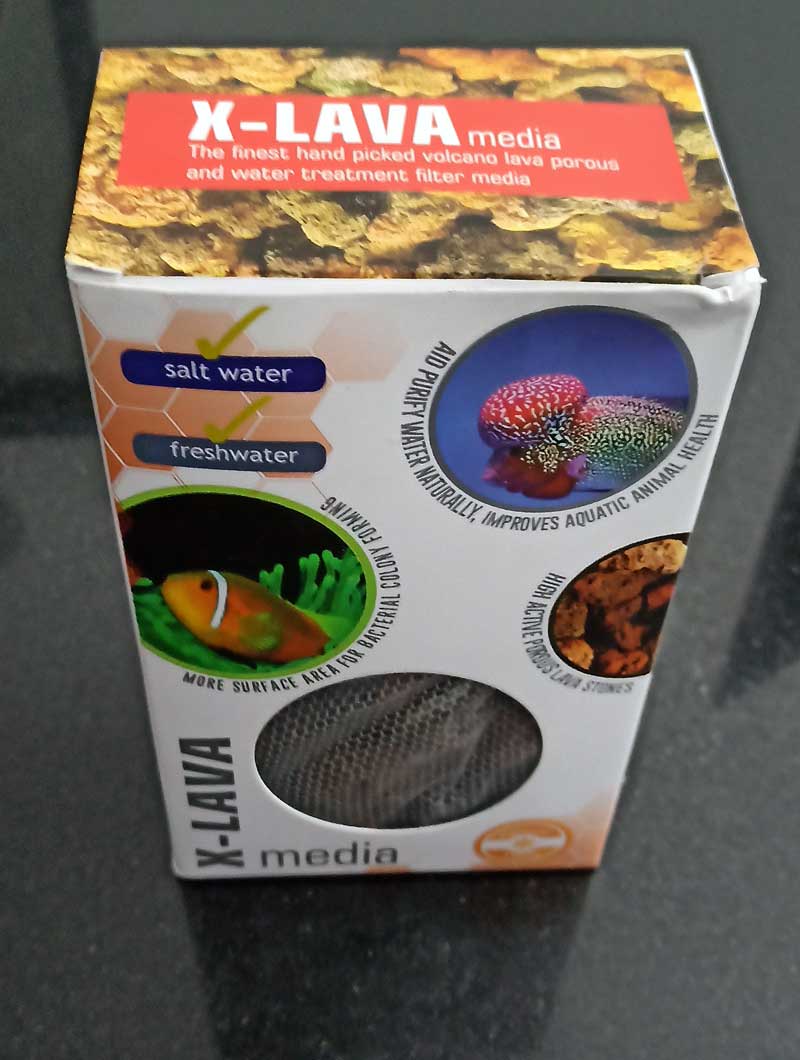 X-LAVA media
The finest hand picked volcano lava porous
and water treatment filter media
salt water
freshwater
AID PURIFY WATER NATURALLY, IMPROVES AQUATIC ANIMAL HEALTH
MORE SURFACE AREA FOR BACTERIAL COLONY FORMING
HIGH ACTIVE POROUS LAVA STONES
X-LAVA
media